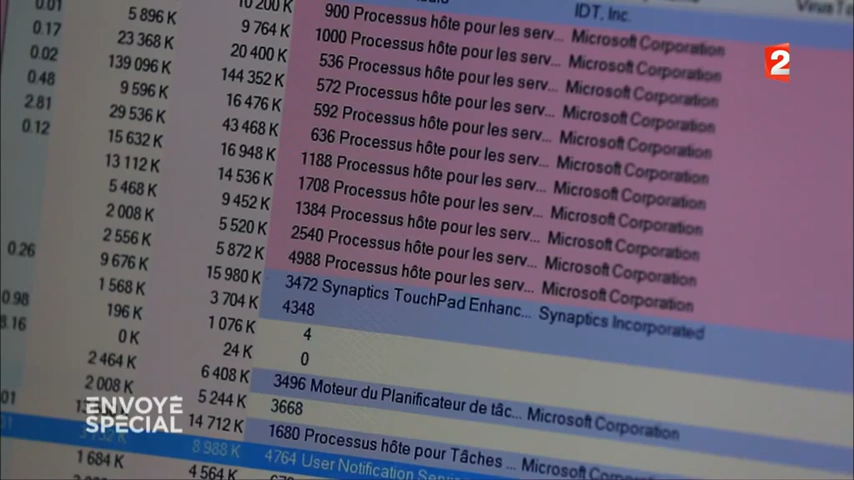 IDT, Inc.
10 200 K 900 Processus hôte pour les serv... Microsoft Corporation
0.01 5 896 K 9 764 K 1000 Processus hôte pour les serv... Microsoft Corporation
0.17 23 368 K 20 400 K 536 Processus hôte pour les serv... Microsoft Corporation
0.02 139 096 K 144 352 K 572 Processus hôte pour les serv... Microsoft Corporation
0.48 9 596 K 16 476 K 592 Processus hôte pour les serv... Microsoft Corporation
2.81 29 536 K 43 468 K 636 Processus hôte pour les serv... Microsoft Corporation
0.12 15 632 K 16 948 K 1188 Processus hôte pour les serv... Microsoft Corporation
13 112 K 14 536 K 1708 Processus hôte pour les serv... Microsoft Corporation
5 468 K 9 452 K 1384 Processus hôte pour les serv... Microsoft Corporation
2 008 K 5 520 K 2540 Processus hôte pour les serv... Microsoft Corporation
2 556 K 5 872 K 4988 Processus hôte pour les serv... Microsoft Corporation
0.26 9 676 K 15 980 K 3472 Synaptics TouchPad Enhanc... Synaptics Incorporated
1 568 K 3 704 K 4348
0.98 196 K 1 076 K 4
8.16 0 K 24 K 0
2 464 K 6 408 K 3496 Moteur du Planificateur de tâc... Microsoft Corporation
2 008 K 5 244 K 3668
14 712 K 1680 Processus hôte pour Tâches ... Microsoft Corporation
8 988 K 4764 User Notification
1 684 K 4 564 K
2
ENVOYÉ
SPÉCIAL